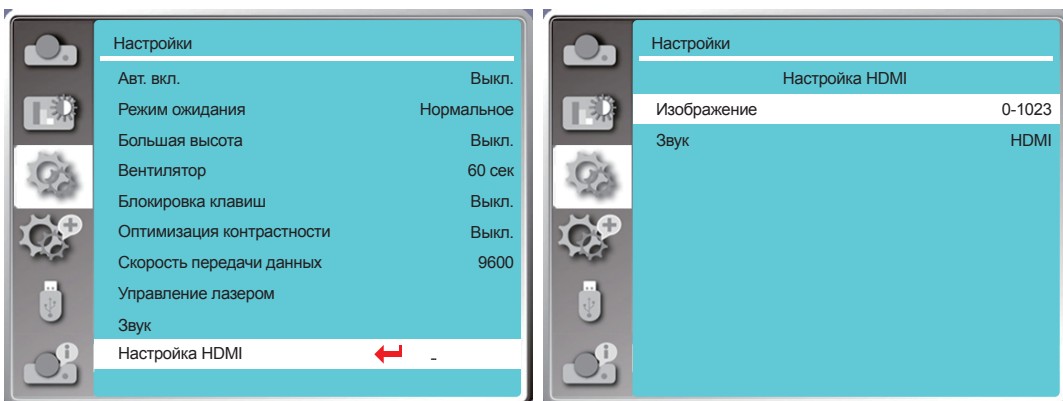 Настройки
Авт. вкл. Выкл.
Режим ожидания Нормальное
Большая высота Выкл.
Вентилятор 60 сек
Блокировка клавиш Выкл.
Оптимизация контрастности Выкл.
Скорость передачи данных 9600
Управление лазером
Звук
Настройка HDMI -
Настройки
Настройка HDMI
Изображение 0-1023
Звук HDMI